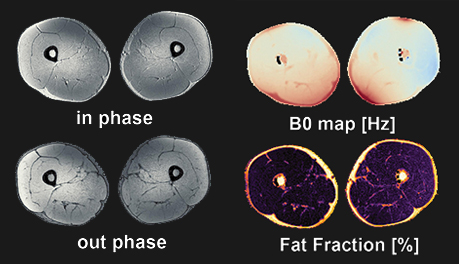 in phase
B0 map [Hz]
out phase
Fat Fraction [%]